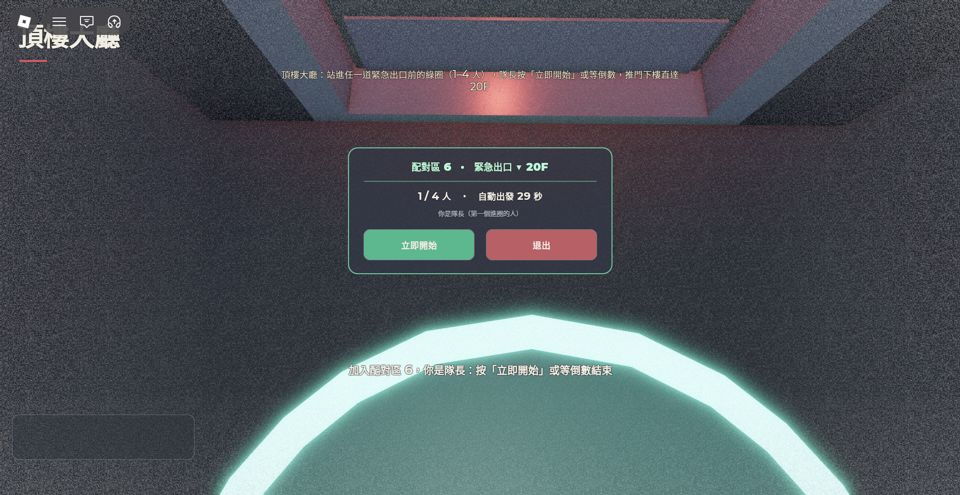 頂樓大廳
頂樓大廳：站進任一道緊急出口前的綠圈（1–4 人），隊長按「立即開始」或等倒數，推門下樓直達
20F
配對區 6 • 緊急出口 ▼ 20F
1 / 4 人 • 自動出發 29 秒
你是隊長（第一個進圈的人）
立即開始
退出
加入配對區 6，你是隊長：按「立即開始」或等倒數結束